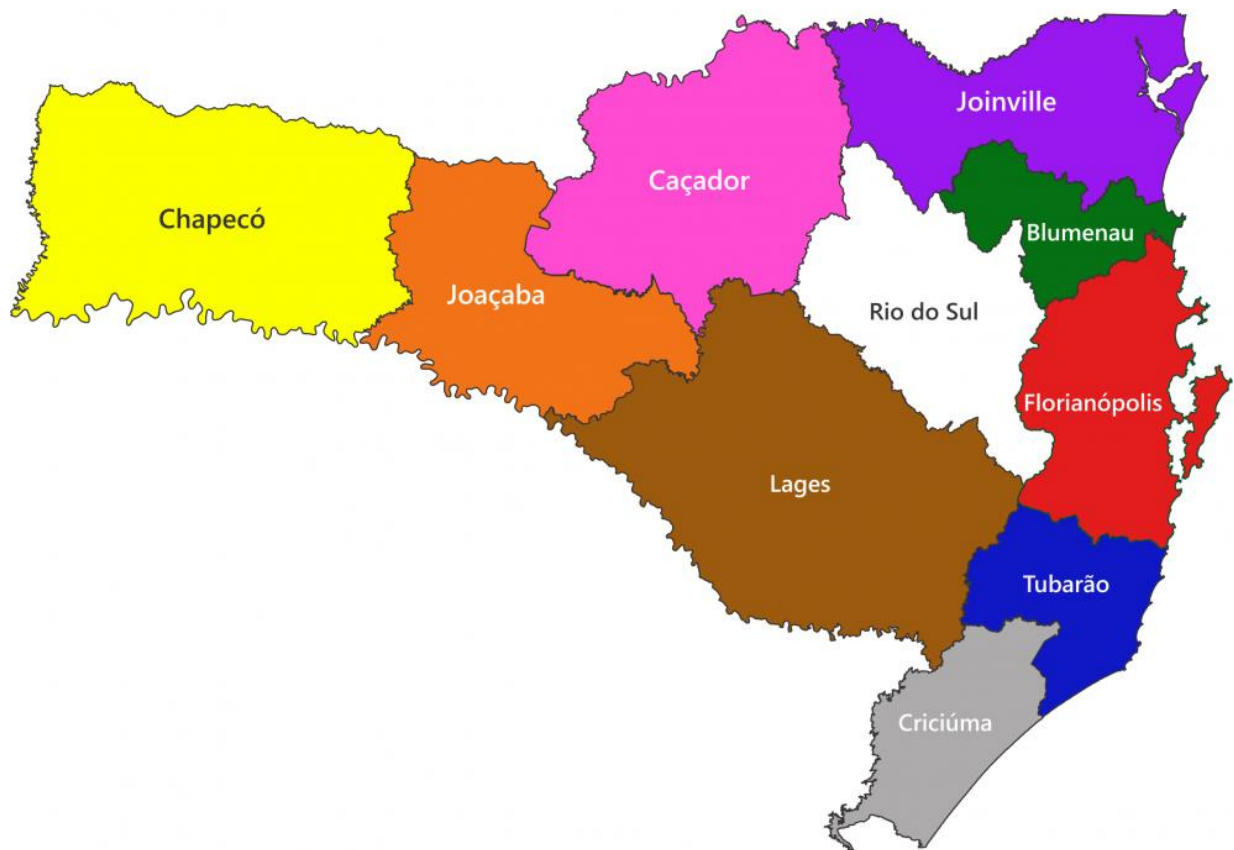 Joinville
Caçador
Chapecó
Blumenau
Joaçaba
Rio do Sul
Florianópolis
Lages
Tubarão
Criciúma